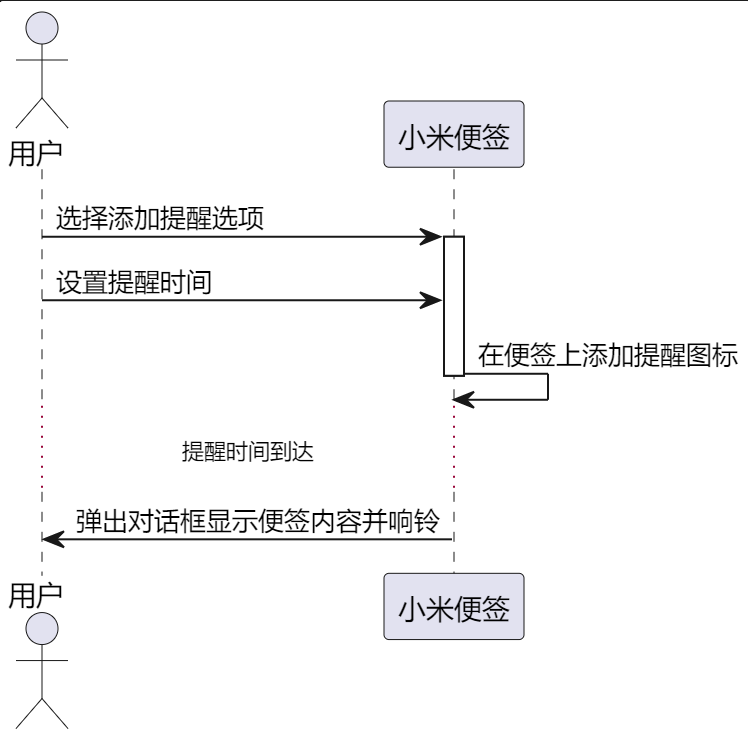 用户
小米便签
选择添加提醒选项
设置提醒时间
在便签上添加提醒图标
提醒时间到达
弹出对话框显示便签内容并响铃
用户
小米便签